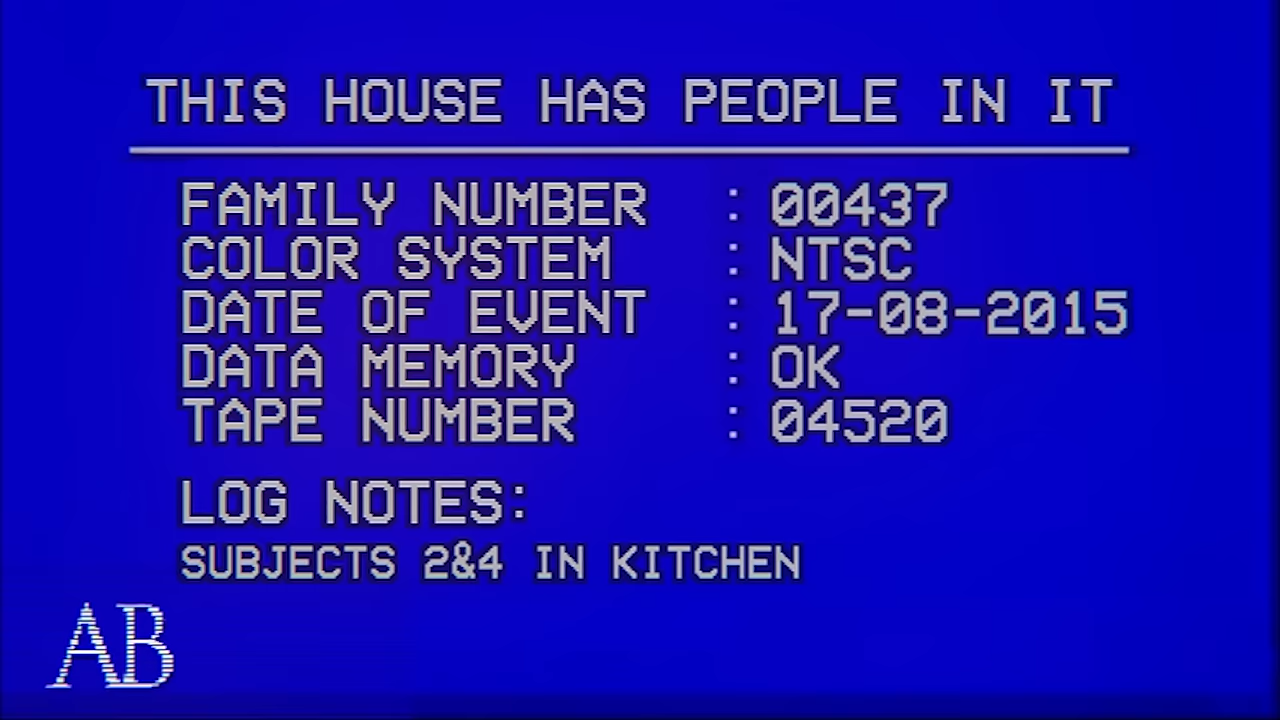 THIS HOUSE HAS PEOPLE IN IT
FAMILY NUMBER : 00437
COLOR SYSTEM : NTSC
DATE OF EVENT : 17-08-2015
DATA MEMORY : OK
TAPE NUMBER : 04520
LOG NOTES:
SUBJECTS 2&4 IN KITCHEN
AB